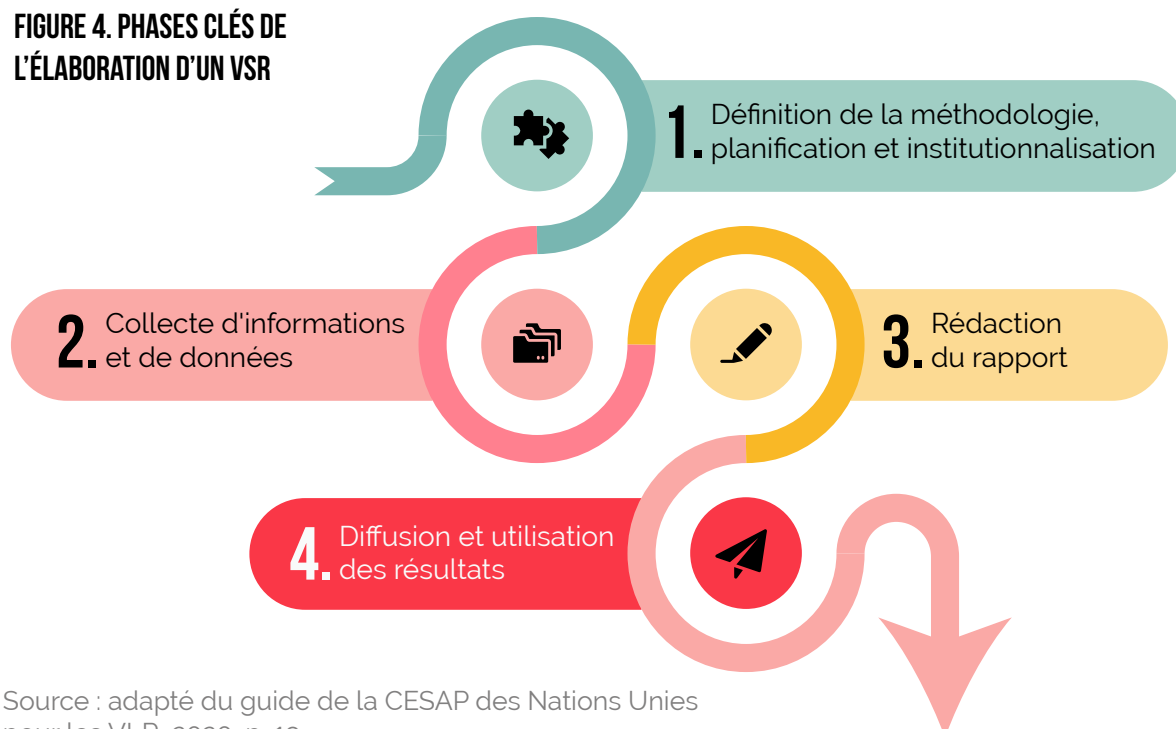 FIGURE 4. PHASES CLÉS DE
L'ÉLABORATION D'UN VSR
1. Définition de la méthodologie,
planification et institutionnalisation
2. Collecte d'informations
et de données
3. Rédaction
du rapport
4. Diffusion et utilisation
des résultats
Source : adapté du guide de la CESAP des Nations Unies